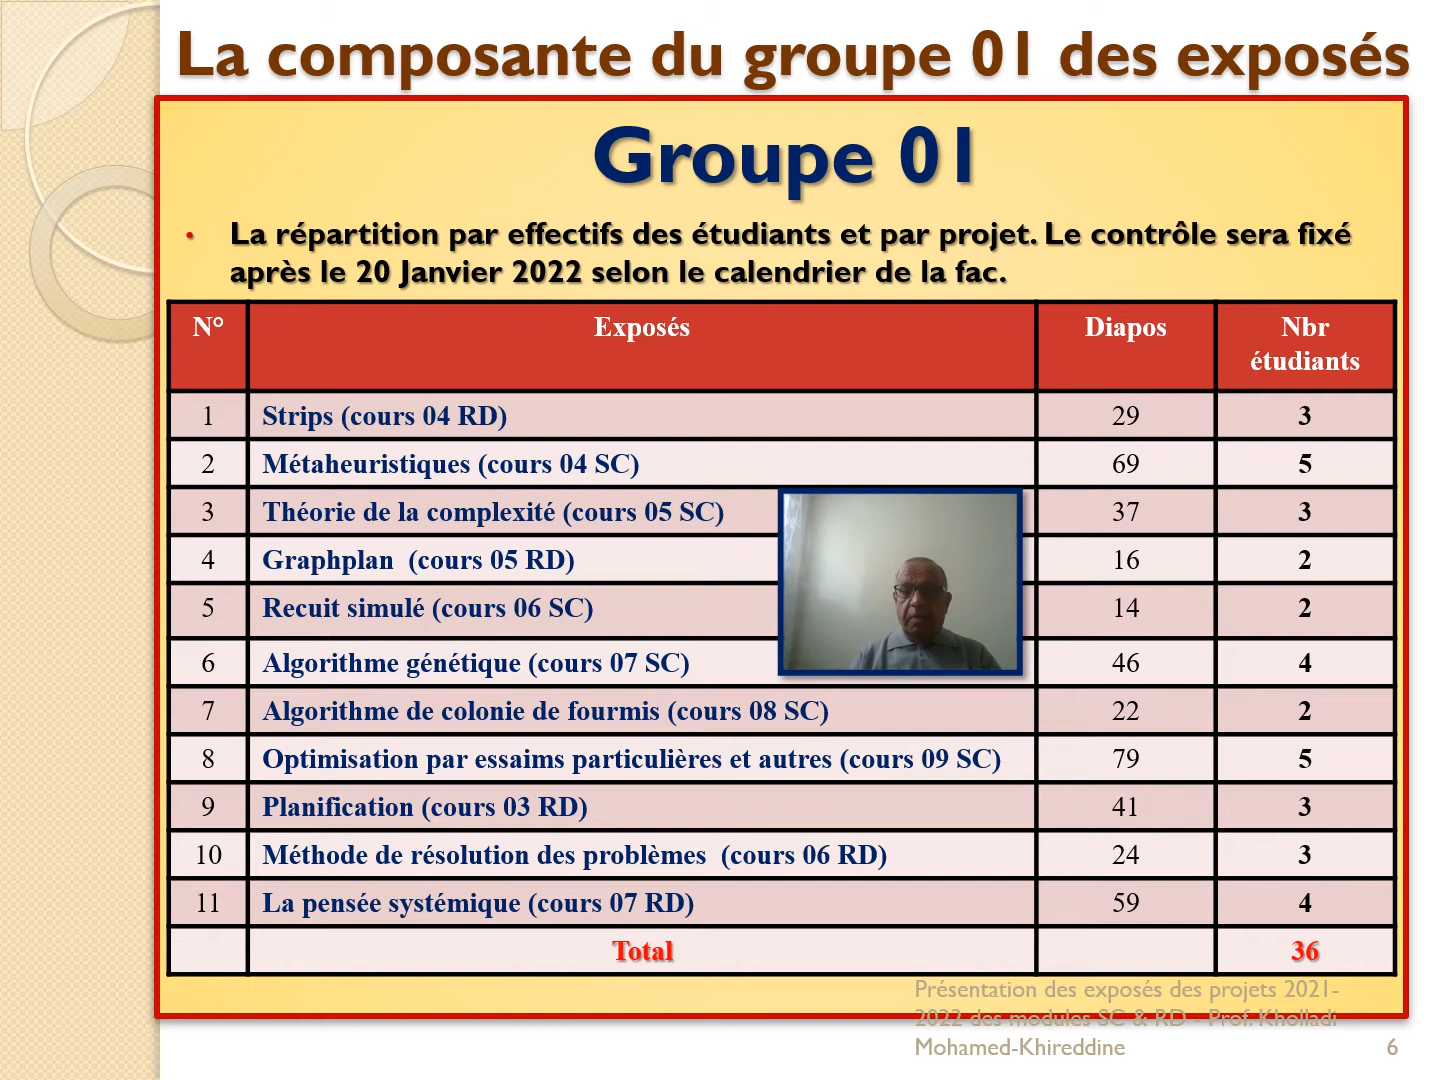 La composante du groupe 01 des exposés
Groupe 01
• La répartition par effectifs des étudiants et par projet. Le contrôle sera fixé
après le 20 Janvier 2022 selon le calendrier de la fac.
N° Exposés Diapos Nbr
étudiants
1 Strips (cours 04 RD) 29 3
2 Métaheuristiques (cours 04 SC) 69 5
3 Théorie de la complexité (cours 05 SC) 37 3
4 Graphplan (cours 05 RD) 16 2
5 Recuit simulé (cours 06 SC) 14 2
6 Algorithme génétique (cours 07 SC) 46 4
7 Algorithme de colonie de fourmis (cours 08 SC) 22 2
8 Optimisation par essaims particulières et autres (cours 09 SC) 79 5
9 Planification (cours 03 RD) 41 3
10 Méthode de résolution des problèmes (cours 06 RD) 24 3
11 La pensée systémique (cours 07 RD) 59 4
Total 36
Présentation des exposés des projets 2021-
2022 des modules SC & RD - Prof. Kholladi
Mohamed-Khireddine 6